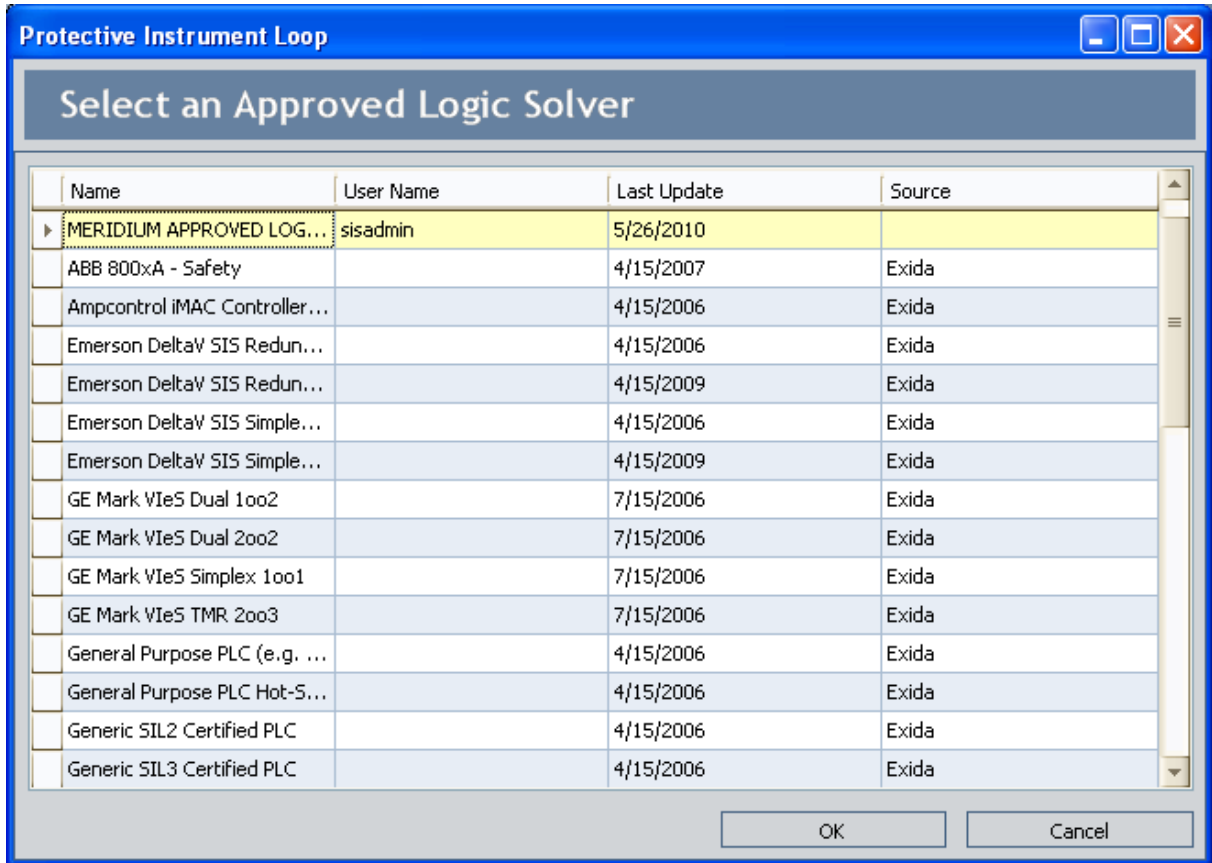 Protective Instrument Loop
Select an Approved Logic Solver
Name User Name Last Update Source
MERIDIUM APPROVED LOG... sisadmin 5/26/2010
ABB 800xA - Safety 4/15/2007 Exida
Ampcontrol iMAC Controller... 4/15/2006 Exida
Emerson DeltaV SIS Redun... 4/15/2006 Exida
Emerson DeltaV SIS Redun... 4/15/2009 Exida
Emerson DeltaV SIS Simple... 4/15/2006 Exida
Emerson DeltaV SIS Simple... 4/15/2009 Exida
GE Mark VIeS Dual 1oo2 7/15/2006 Exida
GE Mark VIeS Dual 2oo2 7/15/2006 Exida
GE Mark VIeS Simplex 1oo1 7/15/2006 Exida
GE Mark VIeS TMR 2oo3 7/15/2006 Exida
General Purpose PLC (e.g. ... 4/15/2006 Exida
General Purpose PLC Hot-S... 4/15/2006 Exida
Generic SIL2 Certified PLC 4/15/2006 Exida
Generic SIL3 Certified PLC 4/15/2006 Exida
OK Cancel